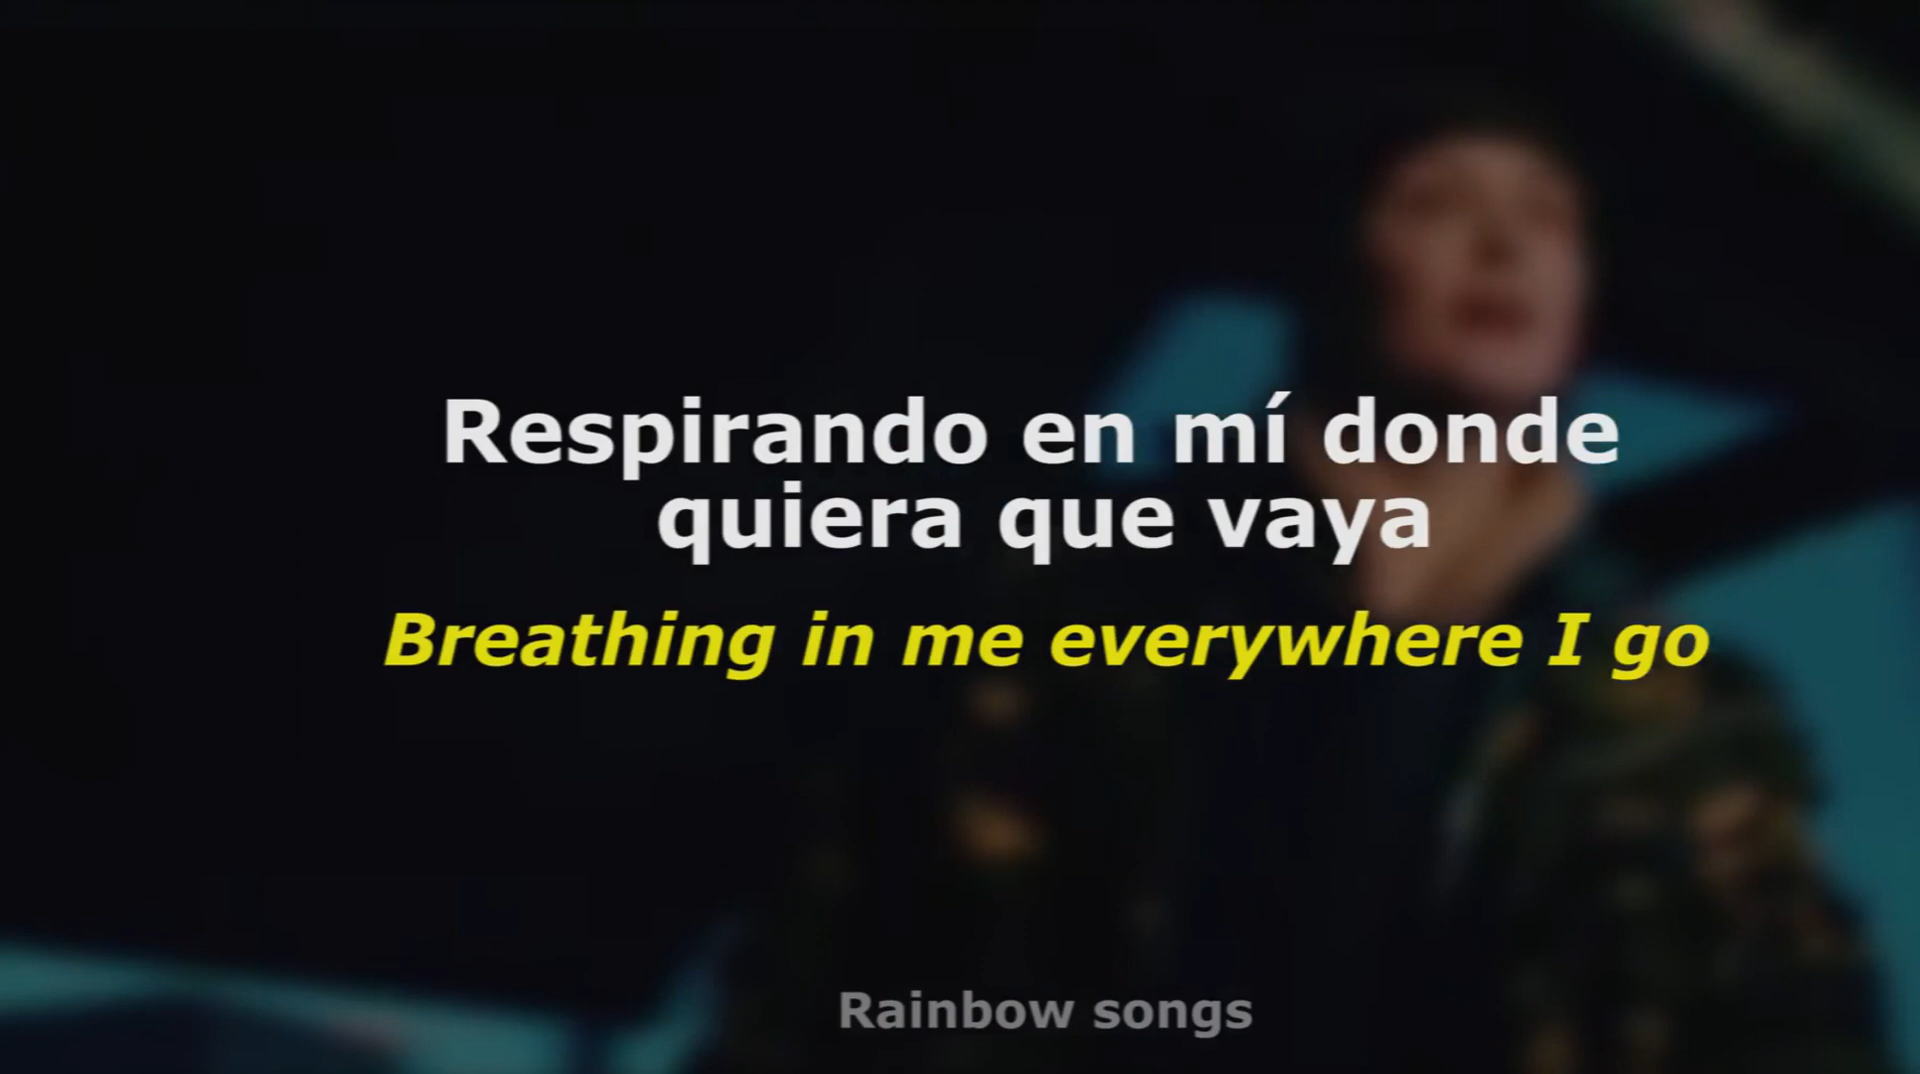 Respirando en mí donde
quiera que vaya
Breathing in me everywhere I go
Rainbow songs